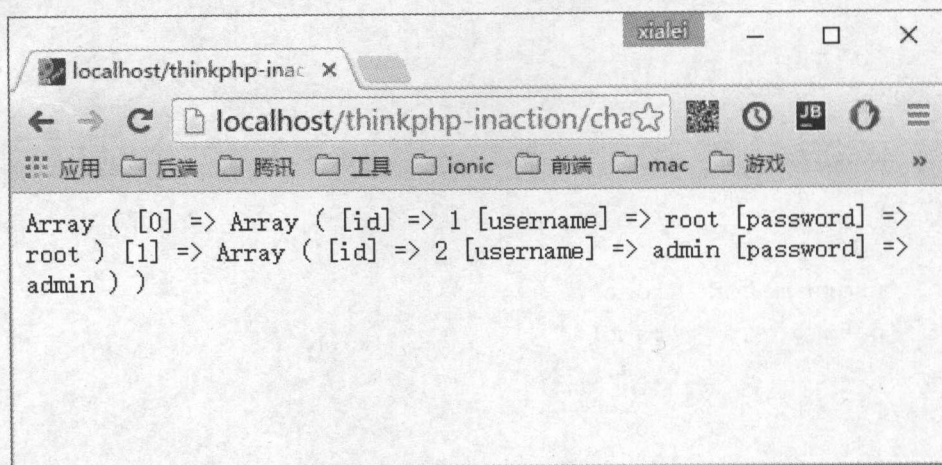 xialei
localhost/thinkphp-inac
localhost/thinkphp-inaction/cha
JB
应用 后端 腾讯 工具 ionic 前端 mac 游戏 »
Array ( [0] => Array ( [id] => 1 [username] => root [password] =>
root ) [1] => Array ( [id] => 2 [username] => admin [password] =>
admin ) )